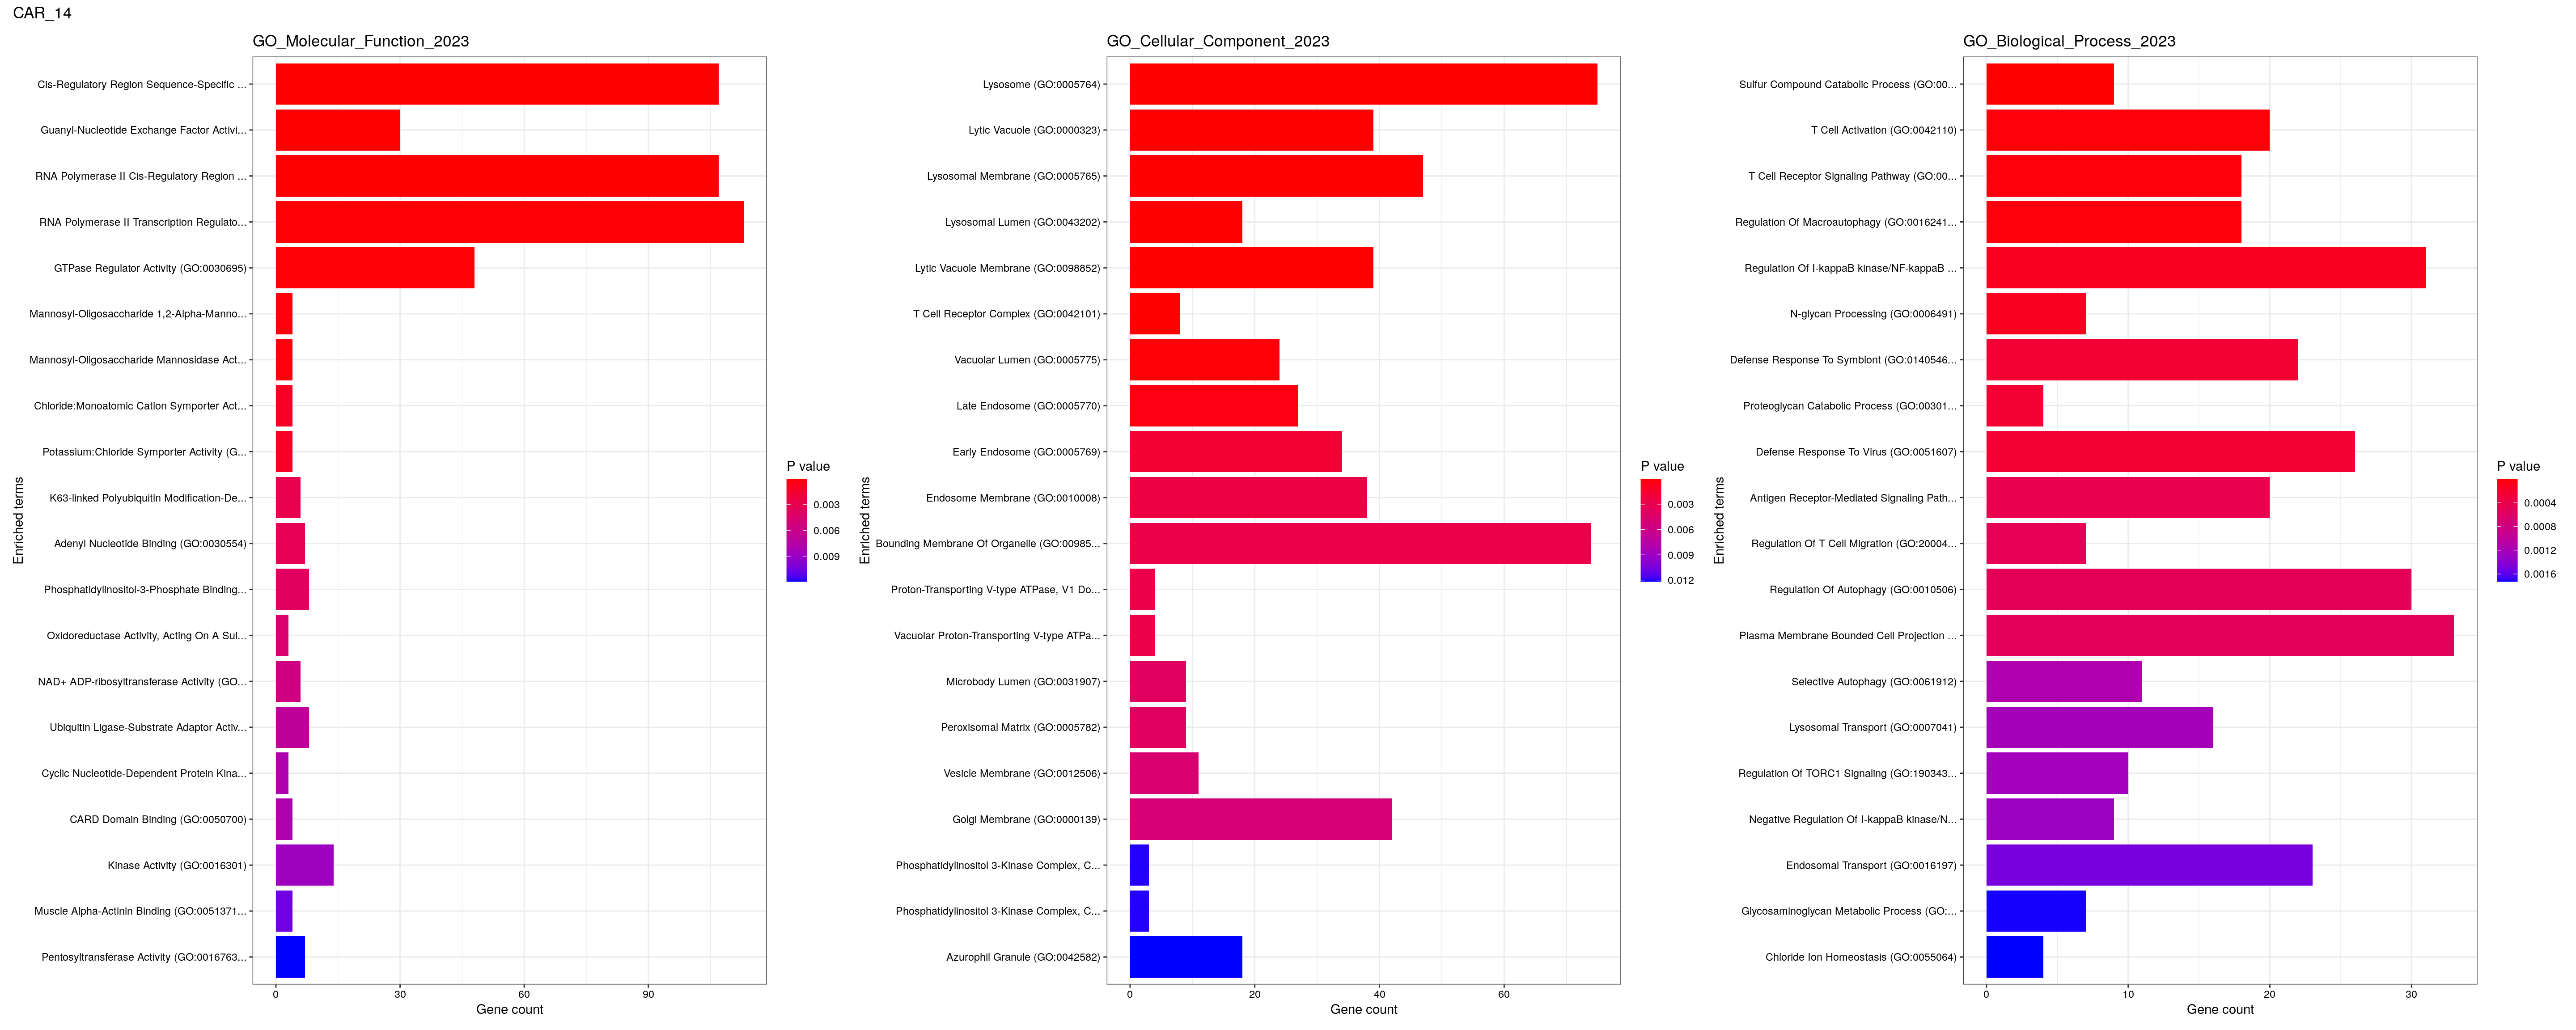 CAR_14
GO_Molecular_Function_2023
Cis-Regulatory Region Sequence-Specific ...
Guanyl-Nucleotide Exchange Factor Activi...
RNA Polymerase II Cis-Regulatory Region ...
RNA Polymerase II Transcription Regulato...
GTPase Regulator Activity (GO:0030695)
Mannosyl-Oligosaccharide 1,2-Alpha-Manno...
Mannosyl-Oligosaccharide Mannosidase Act...
Chloride:Monoatomic Cation Symporter Act...
Potassium:Chloride Symporter Activity (G...
K63-linked Polyubiquitin Modification-De...
Adenyl Nucleotide Binding (GO:0030554)
Phosphatidylinositol-3-Phosphate Binding...
Oxidoreductase Activity, Acting On A Sul...
NAD+ ADP-ribosyltransferase Activity (GO...
Ubiquitin Ligase-Substrate Adaptor Activ...
Cyclic Nucleotide-Dependent Protein Kina...
CARD Domain Binding (GO:0050700)
Kinase Activity (GO:0016301)
Muscle Alpha-Actinin Binding (GO:0051371...
Pentosyltransferase Activity (GO:0016763...
Enriched terms
0 30 60 90
Gene count
P value
0.003
0.006
0.009
GO_Cellular_Component_2023
Lysosome (GO:0005764)
Lytic Vacuole (GO:0000323)
Lysosomal Membrane (GO:0005765)
Lysosomal Lumen (GO:0043202)
Lytic Vacuole Membrane (GO:0098852)
T Cell Receptor Complex (GO:0042101)
Vacuolar Lumen (GO:0005775)
Late Endosome (GO:0005770)
Early Endosome (GO:0005769)
Endosome Membrane (GO:0010008)
Bounding Membrane Of Organelle (GO:00985...
Proton-Transporting V-type ATPase, V1 Do...
Vacuolar Proton-Transporting V-type ATPa...
Microbody Lumen (GO:0031907)
Peroxisomal Matrix (GO:0005782)
Vesicle Membrane (GO:0012506)
Golgi Membrane (GO:0000139)
Phosphatidylinositol 3-Kinase Complex, C...
Phosphatidylinositol 3-Kinase Complex, C...
Azurophil Granule (GO:0042582)
Enriched terms
0 20 40 60
Gene count
P value
0.003
0.006
0.009
0.012
GO_Biological_Process_2023
Sulfur Compound Catabolic Process (GO:00...
T Cell Activation (GO:0042110)
T Cell Receptor Signaling Pathway (GO:00...
Regulation Of Macroautophagy (GO:0016241...
Regulation Of I-kappaB kinase/NF-kappaB ...
N-glycan Processing (GO:0006491)
Defense Response To Symbiont (GO:0140546...
Proteoglycan Catabolic Process (GO:00301...
Defense Response To Virus (GO:0051607)
Antigen Receptor-Mediated Signaling Path...
Regulation Of T Cell Migration (GO:20004...
Regulation Of Autophagy (GO:0010506)
Plasma Membrane Bounded Cell Projection ...
Selective Autophagy (GO:0061912)
Lysosomal Transport (GO:0007041)
Regulation Of TORC1 Signaling (GO:190343...
Negative Regulation Of I-kappaB kinase/N...
Endosomal Transport (GO:0016197)
Glycosaminoglycan Metabolic Process (GO:...
Chloride Ion Homeostasis (GO:0055064)
Enriched terms
0 10 20 30
Gene count
P value
0.0004
0.0008
0.0012
0.0016